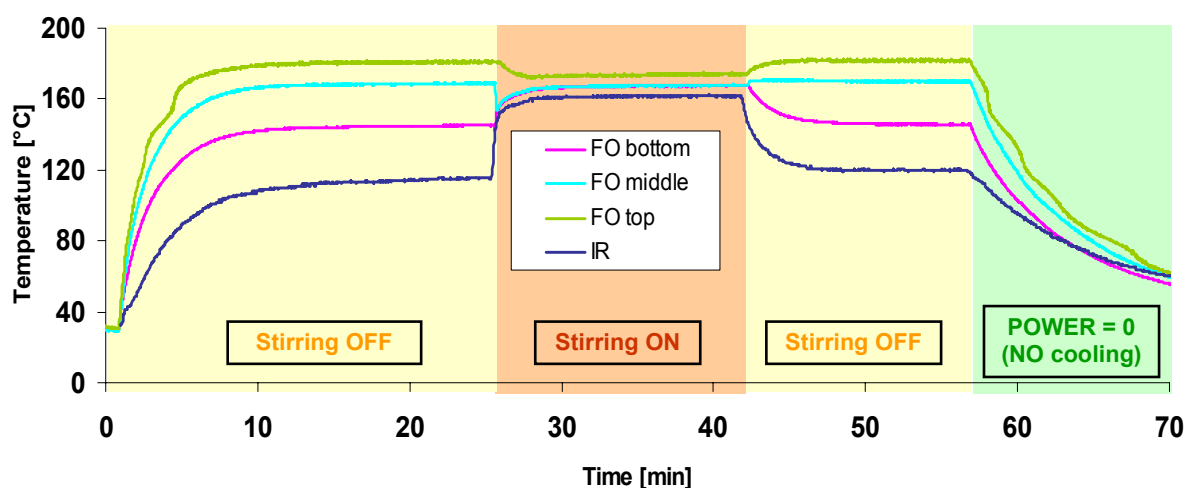 200
160
120
80
40
0
Temperature [°C]
FO bottom
FO middle
FO top
IR
Stirring OFF
Stirring ON
Stirring OFF
POWER = 0
(NO cooling)
0 10 20 30 40 50 60 70
Time [min]